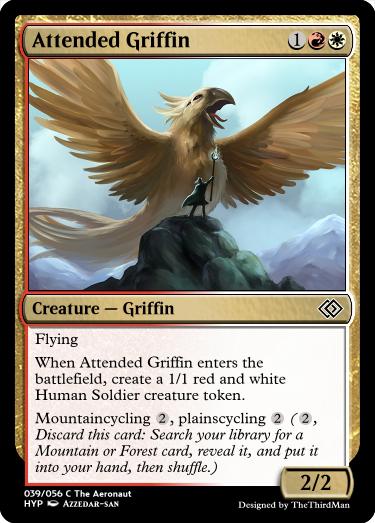 Attended Griffin 1
Creature — Griffin
Flying
When Attended Griffin enters the
battlefield, create a 1/1 red and white
Human Soldier creature token.
Mountaincycling 2, plainscycling 2 (2,
Discard this card: Search your library for a
Mountain or Forest card, reveal it, and put it
into your hand, then shuffle.)
2/2
039/056 C The Aeronaut
HYP AZZEDAR-SAN
Designed by TheThirdMan